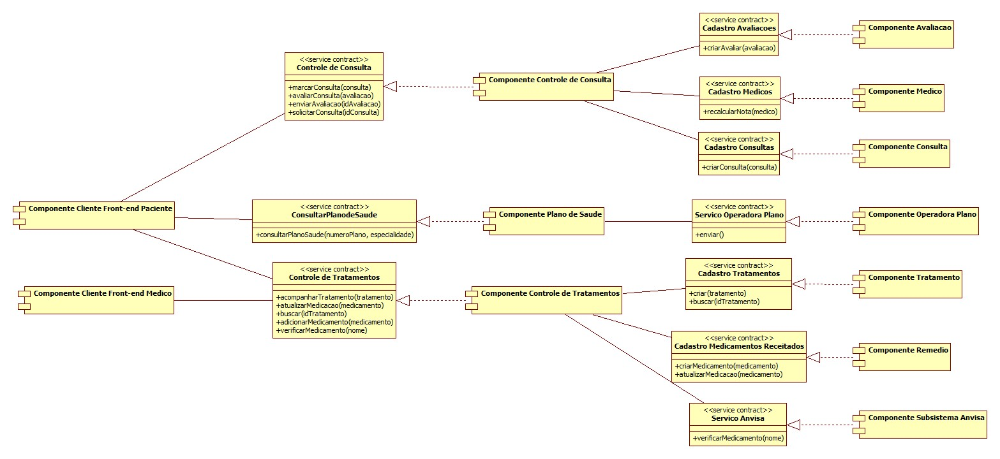 <<service contract>>
Cadastro Avaliacoes
+criarAvaliar(avaliacao)
Componente Avaliacao
<<service contract>>
Controle de Consulta
+marcarConsulta(consulta)
+avaliarConsulta(avaliacao)
+enviarAvaliacao(idAvaliacao)
+solicitarConsulta(idConsulta)
Componente Controle de Consulta
<<service contract>>
Cadastro Medicos
+recalcularNota(medico)
Componente Medico
<<service contract>>
Cadastro Consultas
+criarConsulta(consulta)
Componente Consulta
Componente Cliente Front-end Paciente
<<service contract>>
ConsultarPlanodeSaude
+consultarPlanoSaude(numeroPlano, especialidade)
Componente Plano de Saude
<<service contract>>
Servico Operadora Plano
+enviar()
Componente Operadora Plano
Componente Cliente Front-end Medico
<<service contract>>
Controle de Tratamentos
+acompanharTratamento(tratamento)
+atualizarMedicacao(medicamento)
+buscar(idTratamento)
+adicionarMedicamento(medicamento)
+verificarMedicamento(nome)
Componente Controle de Tratamentos
<<service contract>>
Cadastro Tratamentos
+criar(tratamento)
+buscar(idTratamento)
Componente Tratamento
<<service contract>>
Cadastro Medicamentos Receitados
+criarMedicamento(medicamento)
+atualizarMedicacao(medicamento)
Componente Remedio
<<service contract>>
Servico Anvisa
+verificarMedicamento(nome)
Componente Subsistema Anvisa